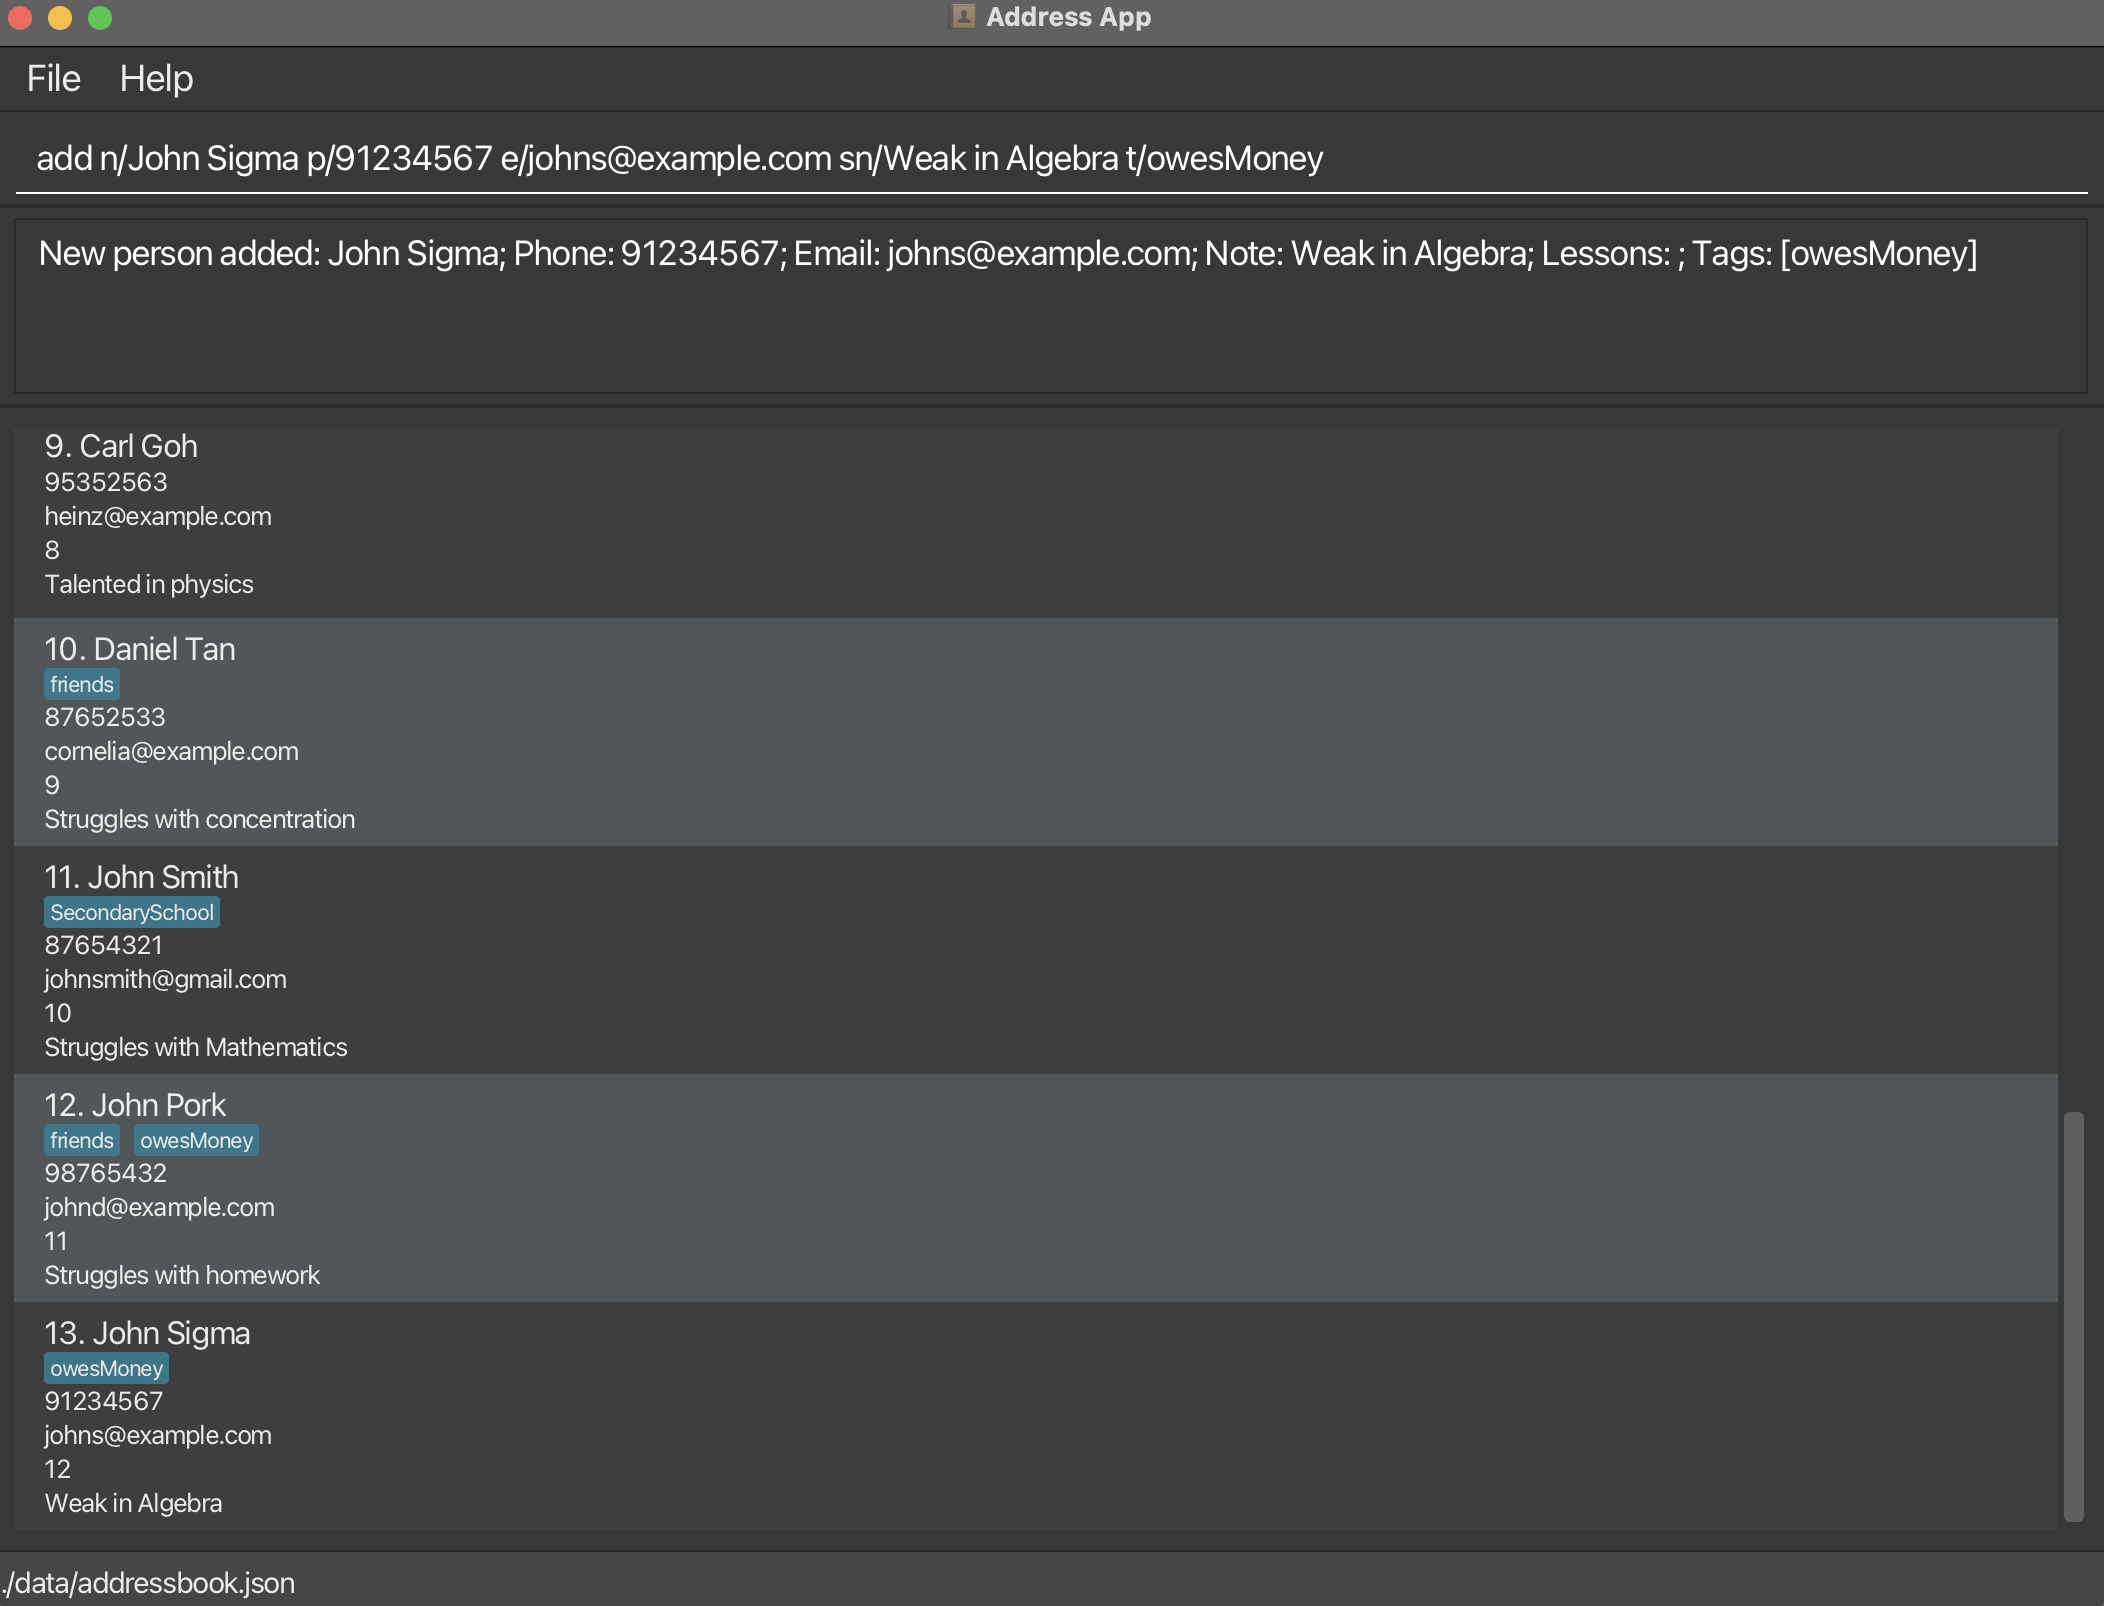 Address App
File Help
add n/John Sigma p/91234567 e/johns@example.com sn/Weak in Algebra t/owesMoney
New person added: John Sigma; Phone: 91234567; Email: johns@example.com; Note: Weak in Algebra; Lessons: ; Tags: [owesMoney]
9. Carl Goh
95352563
heinz@example.com
8
Talented in physics
10. Daniel Tan
friends
87652533
cornelia@example.com
9
Struggles with concentration
11. John Smith
SecondarySchool
87654321
johnsmith@gmail.com
10
Struggles with Mathematics
12. John Pork
friends owesMoney
98765432
johnd@example.com
11
Struggles with homework
13. John Sigma
owesMoney
91234567
johns@example.com
12
Weak in Algebra
./data/addressbook.json